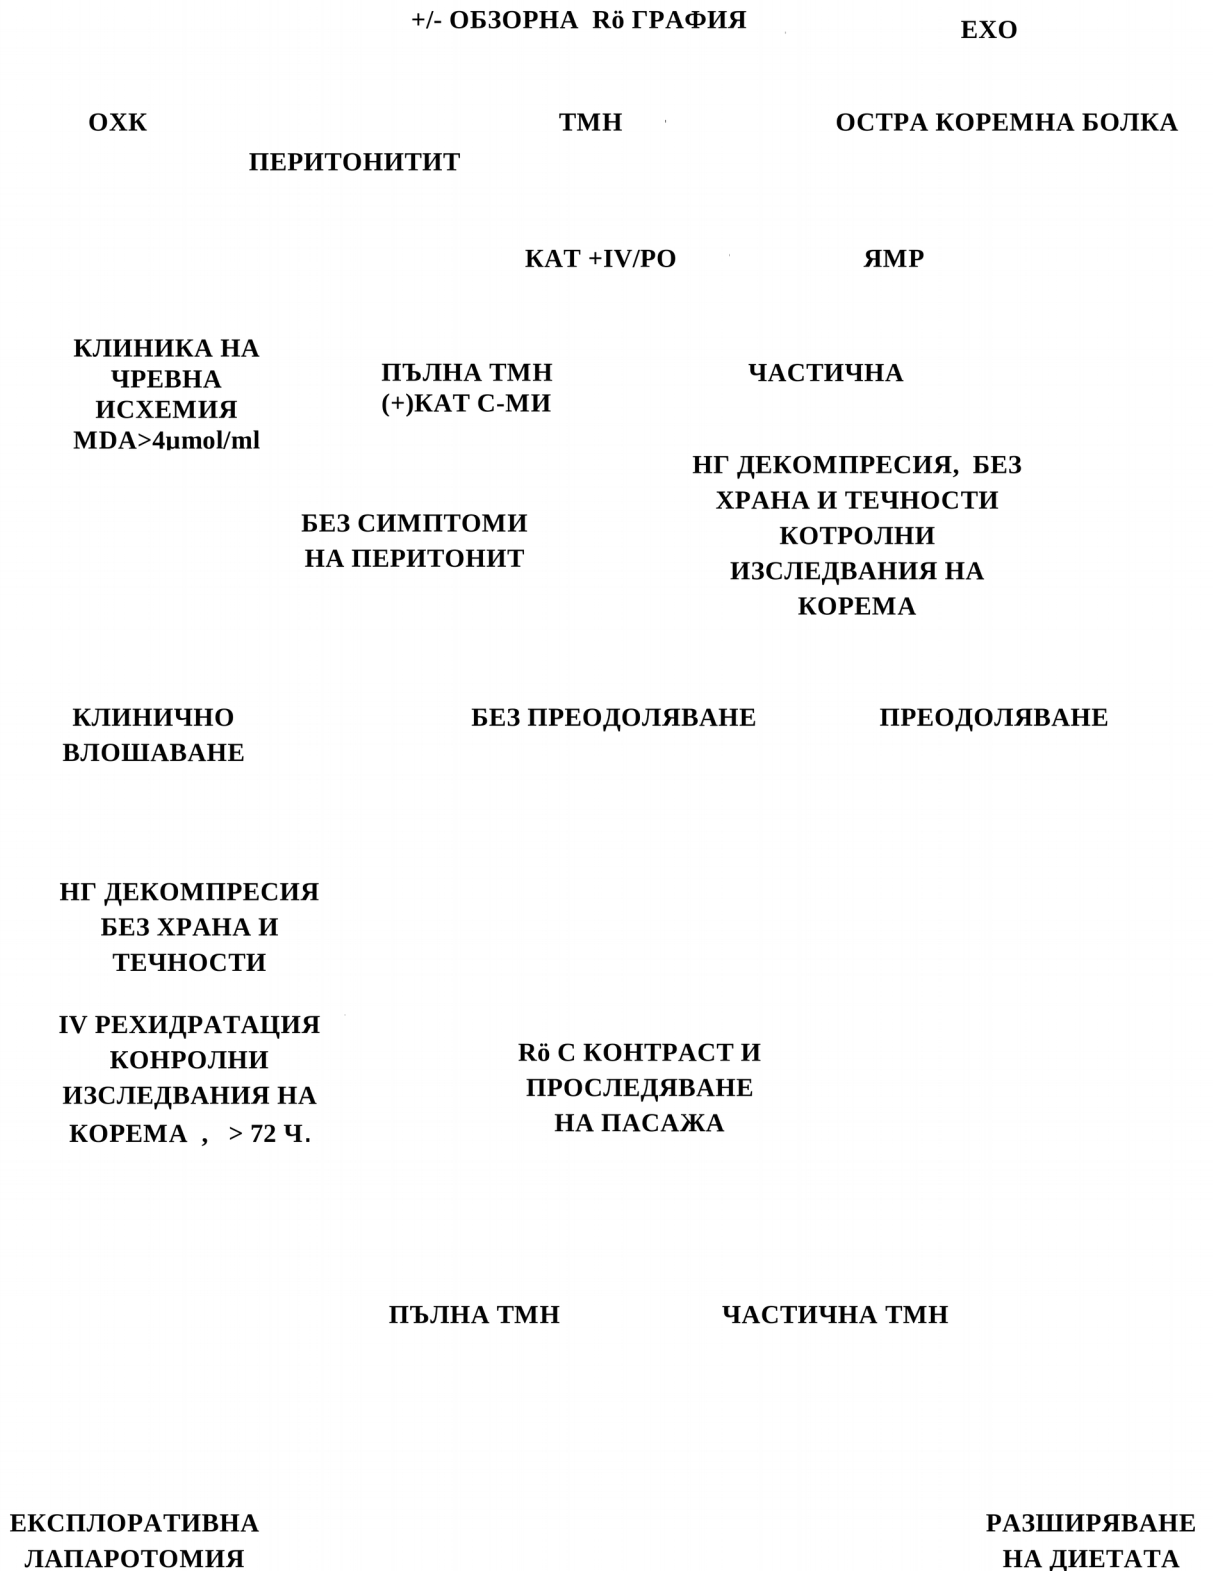 +/- ОБЗОРНА Rö ГРАФИЯ
ЕХО
ОХК
ТМН
ОСТРА КОРЕМНА БОЛКА
ПЕРИТОНИТИТ
КАТ +IV/PO
ЯМР
КЛИНИКА НА
ЧРЕВНА
ИСХЕМИЯ
MDA>4µmol/ml
ПЪЛНА ТМН
(+)КАТ С-МИ
ЧАСТИЧНА
НГ ДЕКОМПРЕСИЯ, БЕЗ
ХРАНА И ТЕЧНОСТИ
КОТРОЛНИ
ИЗСЛЕДВАНИЯ НА
КОРЕМА
БЕЗ СИМПТОМИ
НА ПЕРИТОНИТ
КЛИНИЧНО
ВЛОШАВАНЕ
БЕЗ ПРЕОДОЛЯВАНЕ
ПРЕОДОЛЯВАНЕ
НГ ДЕКОМПРЕСИЯ
БЕЗ ХРАНА И
ТЕЧНОСТИ
IV РЕХИДРАТАЦИЯ
КОНРОЛНИ
ИЗСЛЕДВАНИЯ НА
КОРЕМА , > 72 Ч.
Rö С КОНТРАСТ И
ПРОСЛЕДЯВАНЕ
НА ПАСАЖА
ПЪЛНА ТМН
ЧАСТИЧНА ТМН
ЕКСПЛОРАТИВНА
ЛАПАРОТОМИЯ
РАЗШИРЯВАНЕ
НА ДИЕТАТА